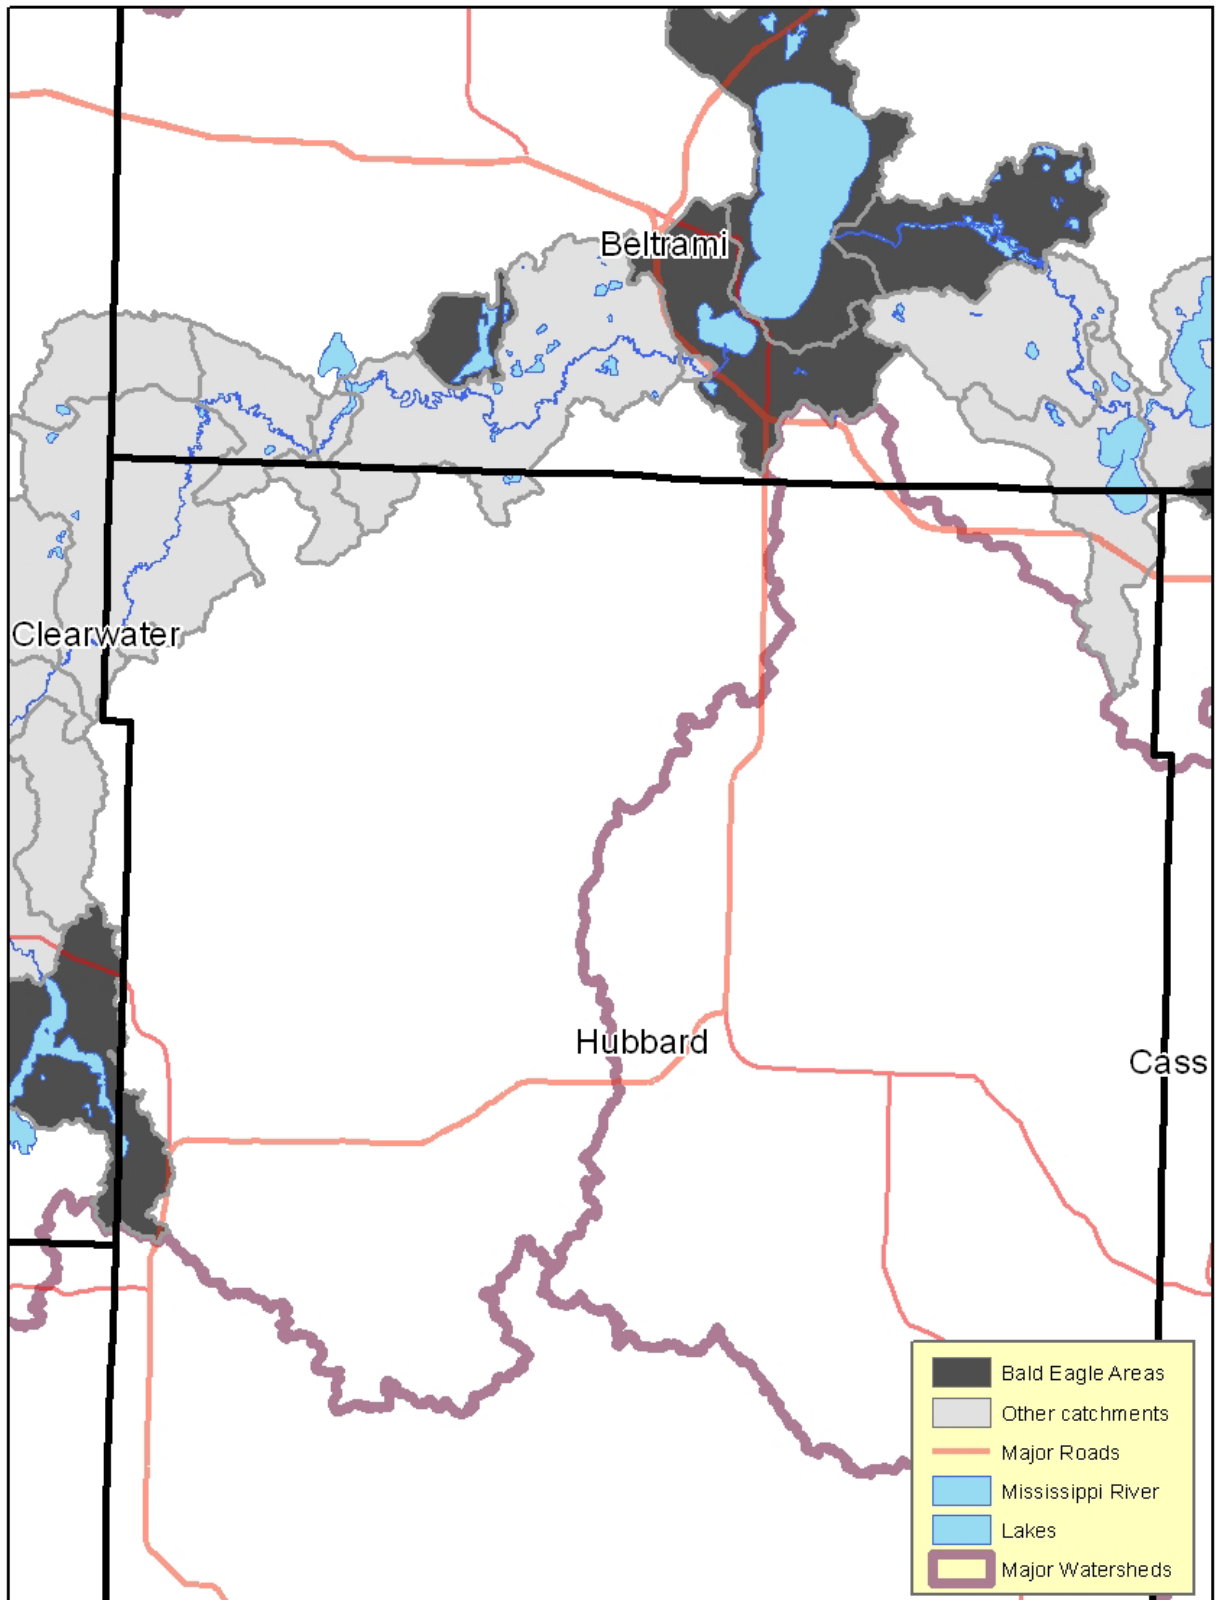 Beltrami
Clearwater
Hubbard
Cass
Bald Eagle Areas
Other catchments
Major Roads
Mississippi River
Lakes
Major Watersheds